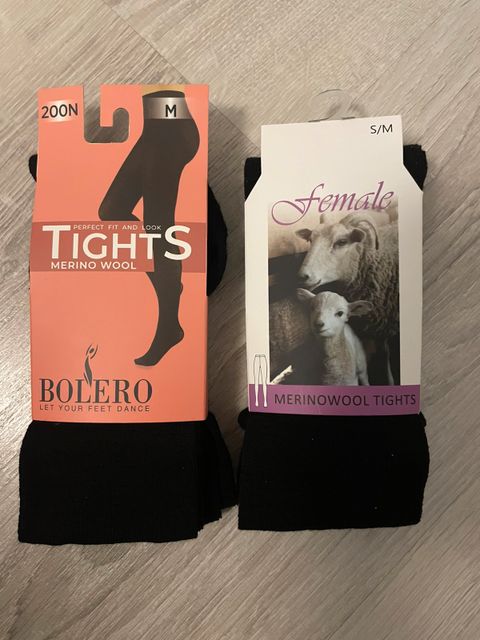 200N
M
PERFECT FIT AND LOOK
TIGHTS
MERINO WOOL
BOLERO
LET YOUR FEET DANCE
S/M
female
MERINOWOOL TIGHTS